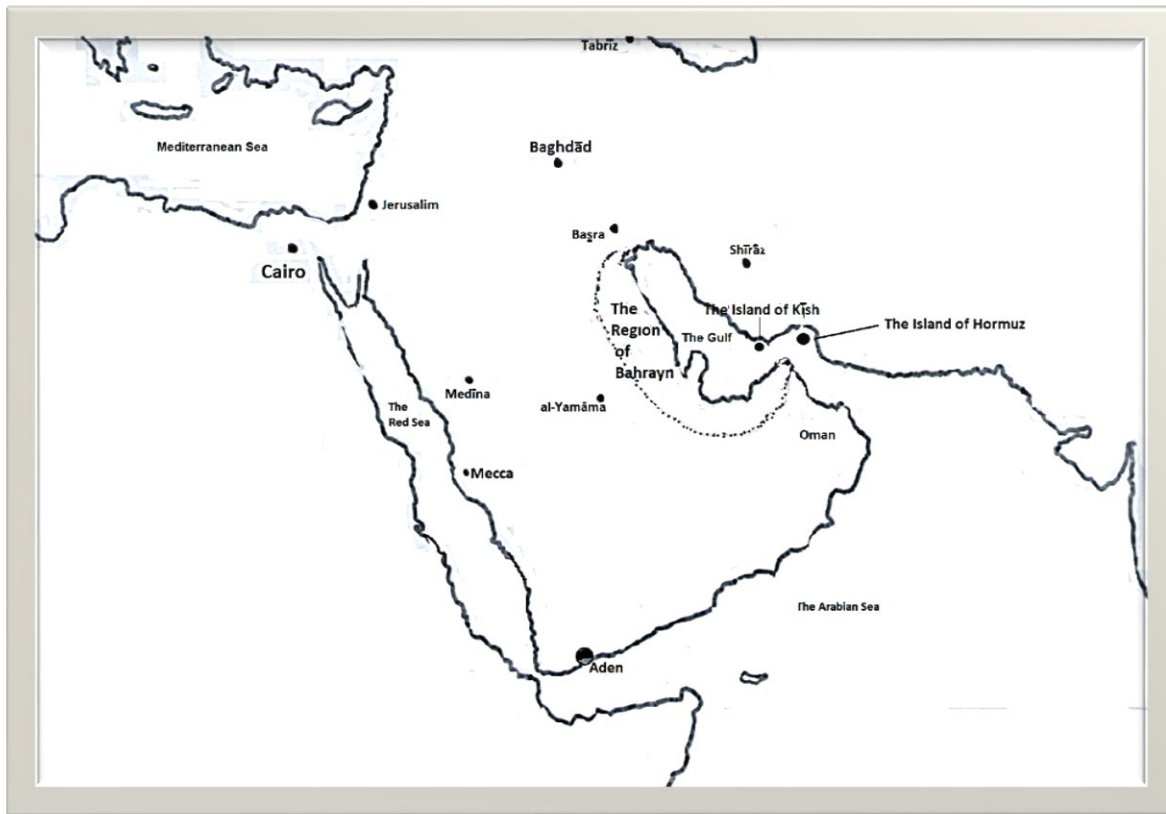 Tabrīz
Mediterranean Sea
Baghdād
Jerusalim
Baṣra
Shīrāz
Cairo
The Island of Kīsh
The Island of Hormuz
The
Region
of
Bahrayn
The Gulf
Medīna
al-Yamāma
The
Red Sea
Oman
Mecca
The Arabian Sea
Aden